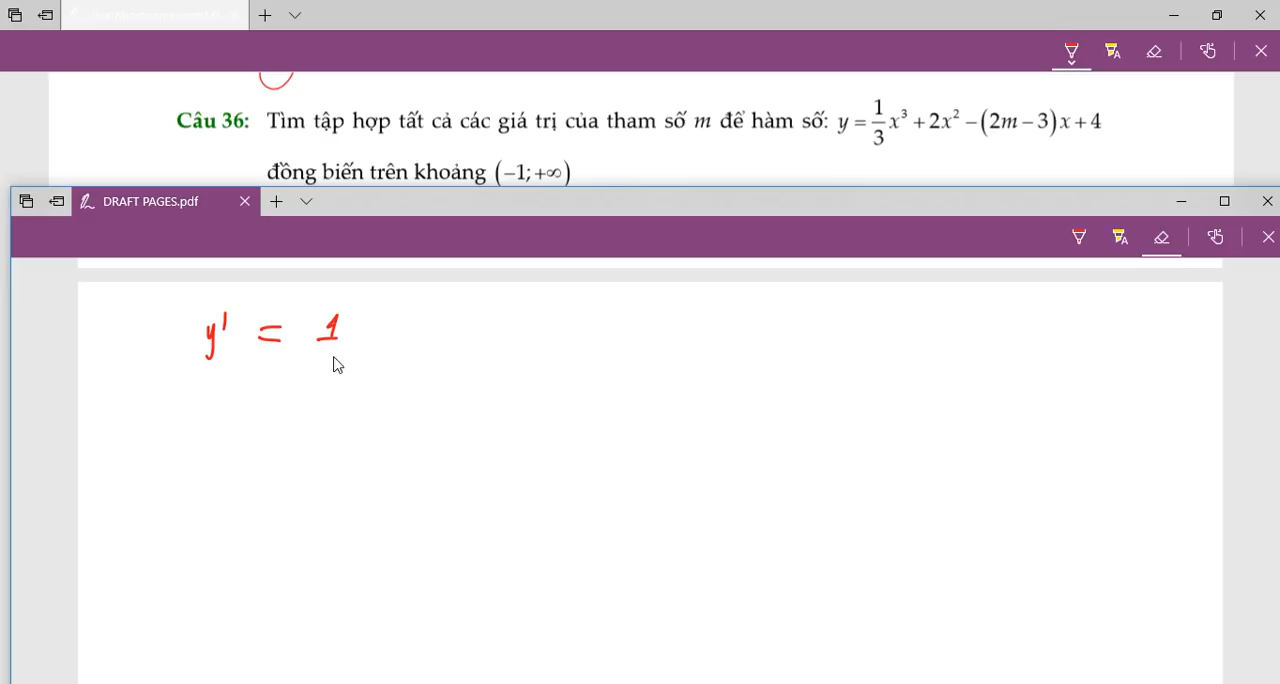 Câu 36: Tìm tập hợp tất cả các giá trị của tham số m để hàm số: y = 1/3 x³ + 2x² − (2m − 3)x + 4
đồng biến trên khoảng (−1; +∞)
DRAFT PAGES.pdf
y' = 1